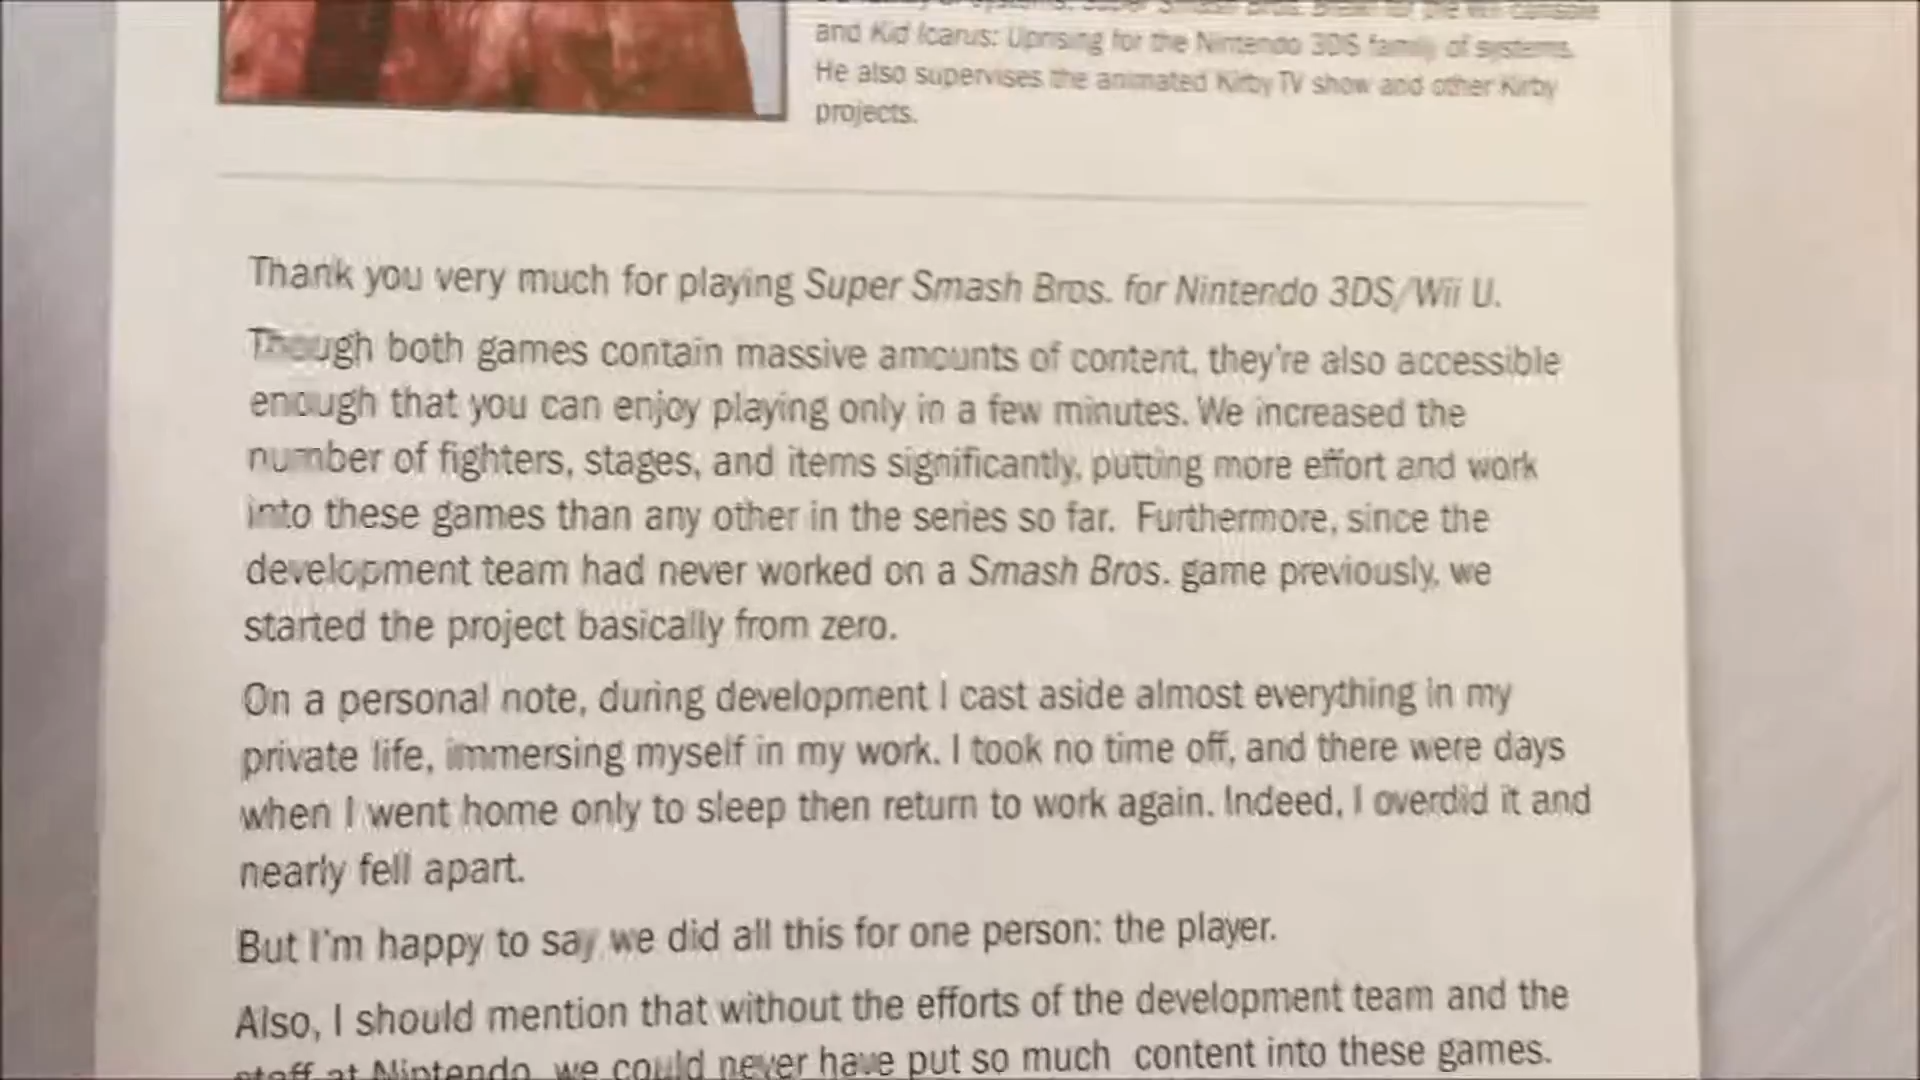 and Kid Icarus: Uprising for the Nintendo 3DS family of systems.
He also supervises the animated Kirby TV show and other Kirby
projects.
Thank you very much for playing Super Smash Bros. for Nintendo 3DS/Wii U.
Though both games contain massive amounts of content, they're also accessible
enough that you can enjoy playing only in a few minutes. We increased the
number of fighters, stages, and items significantly, putting more effort and work
into these games than any other in the series so far. Furthermore, since the
development team had never worked on a Smash Bros. game previously, we
started the project basically from zero.
On a personal note, during development I cast aside almost everything in my
private life, immersing myself in my work. I took no time off, and there were days
when I went home only to sleep then return to work again. Indeed, I overdid it and
nearly fell apart.
But I'm happy to say we did all this for one person: the player.
Also, I should mention that without the efforts of the development team and the
staff at Nintendo, we could never have put so much content into these games.